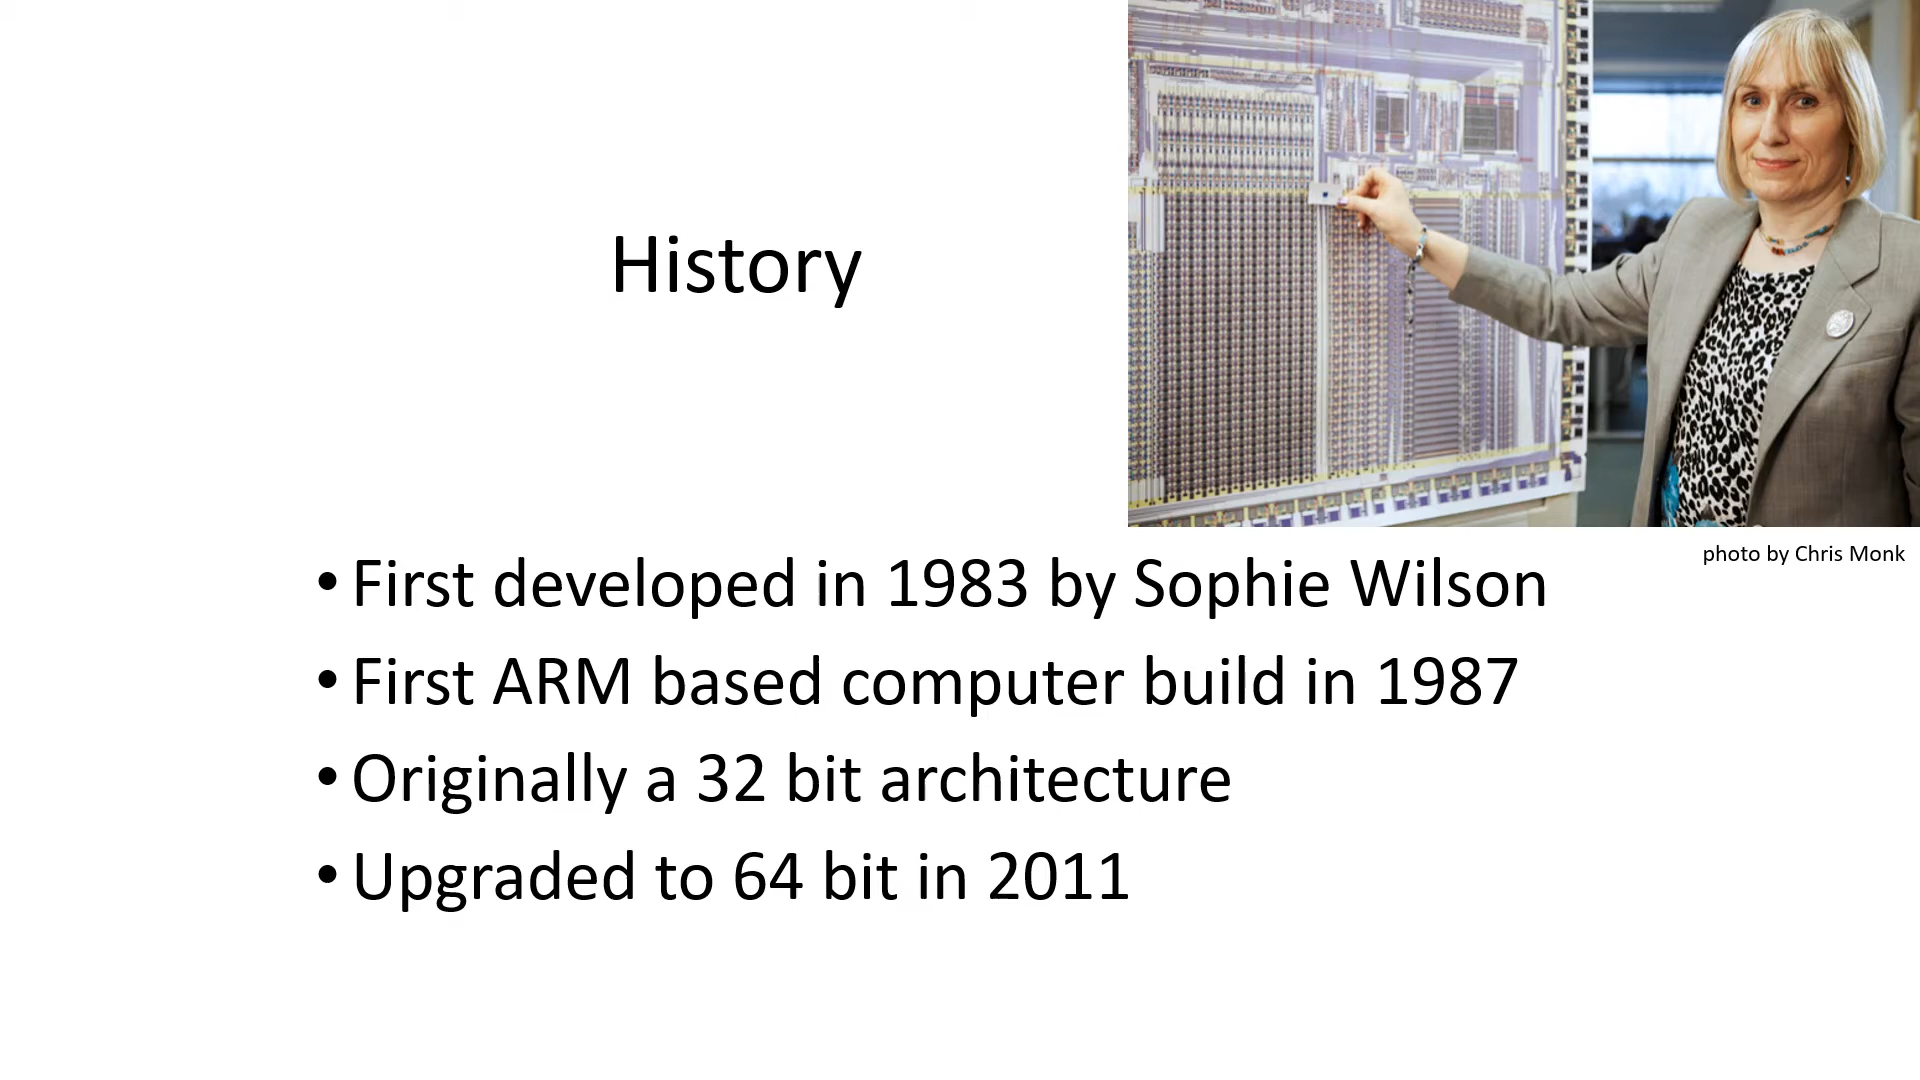 History
photo by Chris Monk
• First developed in 1983 by Sophie Wilson
• First ARM based computer build in 1987
• Originally a 32 bit architecture
• Upgraded to 64 bit in 2011